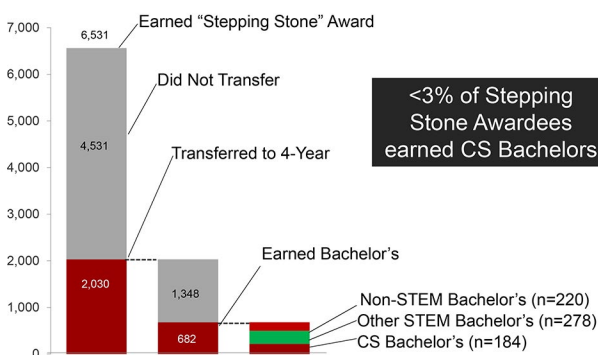 6,531
Earned “Stepping Stone” Award
7,000
6,000
5,000
4,000
3,000
2,000
1,000
0
Did Not Transfer
4,531
Transferred to 4-Year
2,030
1,348
Earned Bachelor’s
682
Non-STEM Bachelor’s (n=220)
Other STEM Bachelor’s (n=278)
CS Bachelor’s (n=184)
<3% of Stepping
Stone Awardees
earned CS Bachelors